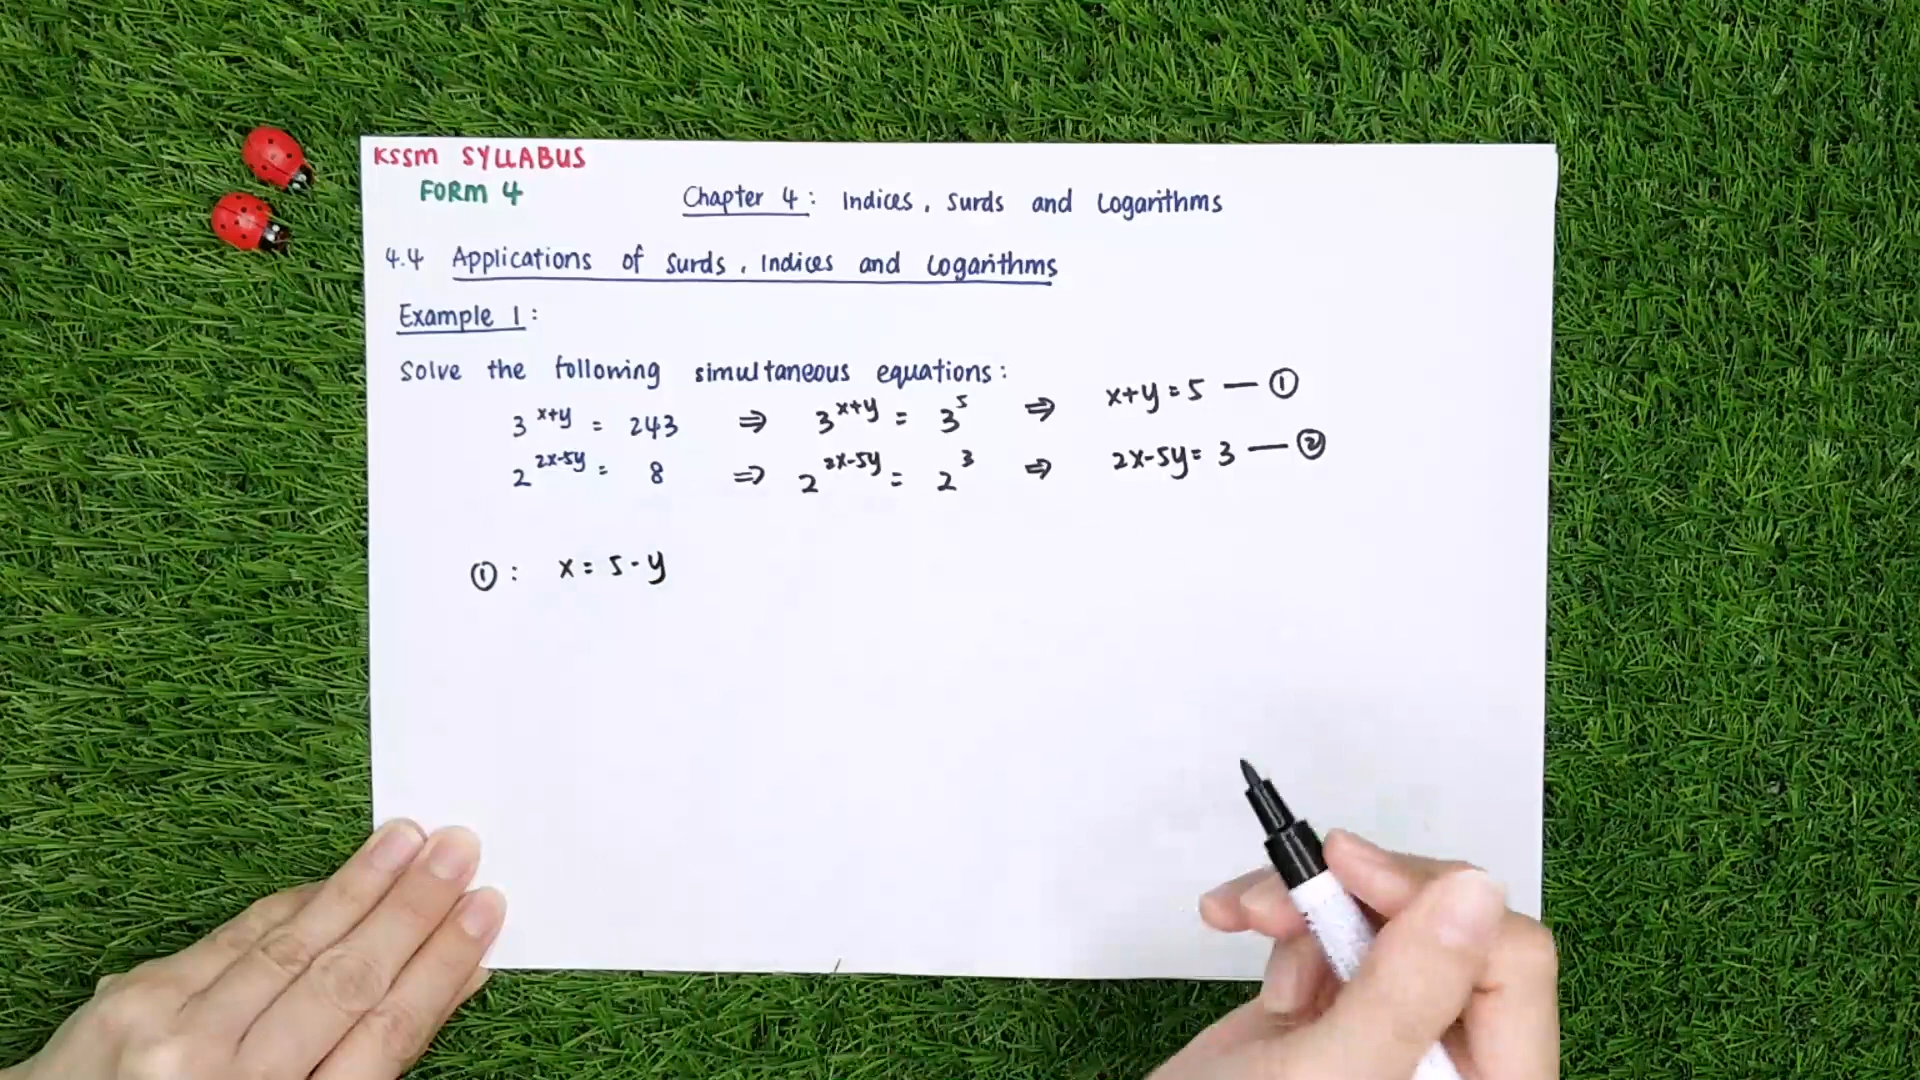 KSSM SYLLABUS
FORM 4
Chapter 4: Indices, Surds and Logarithms
4.4 Applications of Surds, Indices and Logarithms
Example 1:
Solve the following simultaneous equations:
3^(x+y) = 243 ⇒ 3^(x+y) = 3^5 ⇒ x+y = 5 — ①
2^(2x-5y) = 8 ⇒ 2^(2x-5y) = 2^3 ⇒ 2x-5y = 3 — ②
①: x = 5 - y